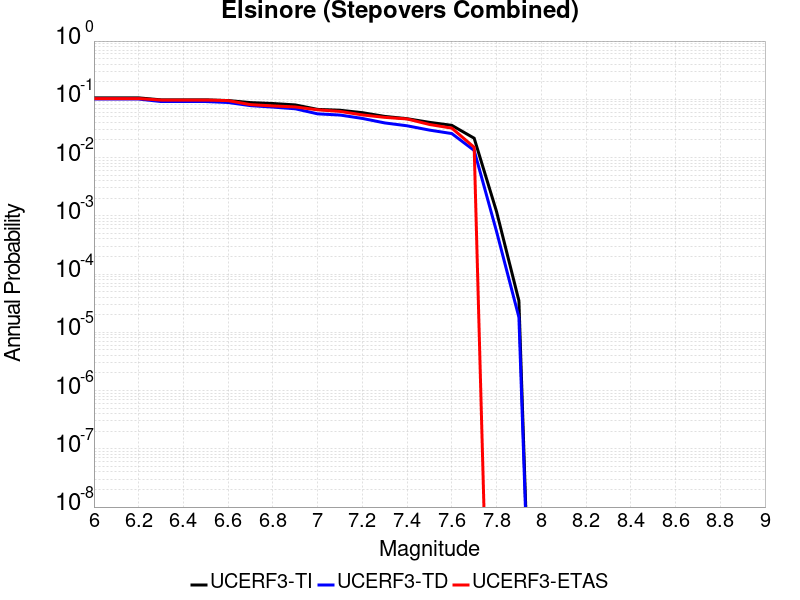 Elsinore (Stepovers Combined)
10^0
10^-1
10^-2
10^-3
10^-4
10^-5
10^-6
10^-7
10^-8
Annual Probability
6 6.2 6.4 6.6 6.8 7 7.2 7.4 7.6 7.8 8 8.2 8.4 8.6 8.8 9
Magnitude
UCERF3-TI UCERF3-TD UCERF3-ETAS